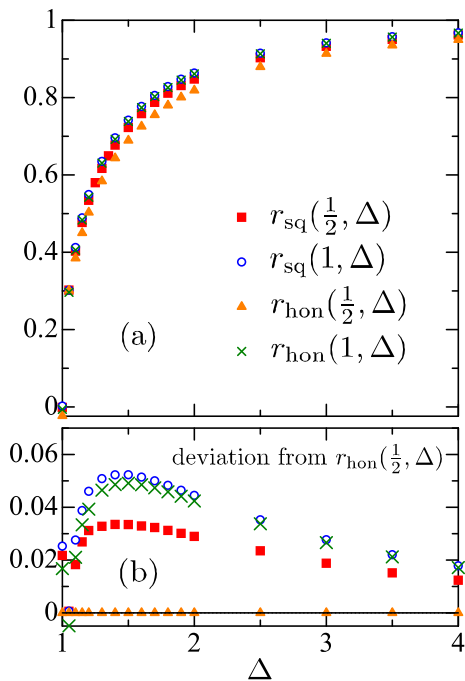 1
0.8
0.6
0.4
0.2
0
r_sq(1/2, Δ)
r_sq(1, Δ)
r_hon(1/2, Δ)
r_hon(1, Δ)
(a)
0.06
0.04
0.02
0
deviation from r_hon(1/2, Δ)
(b)
1 2 3 4
Δ